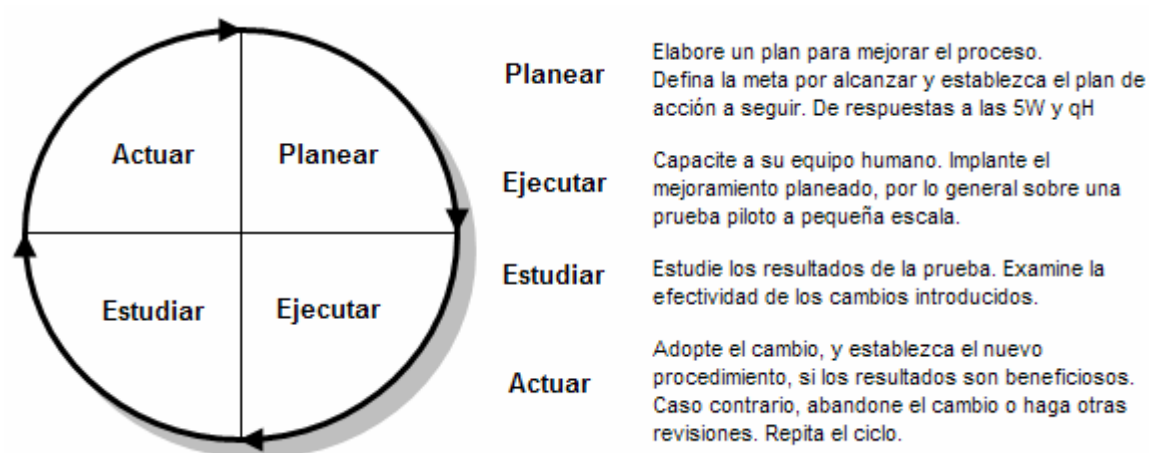 Actuar
Planear
Estudiar
Ejecutar
Planear
Elabore un plan para mejorar el proceso.
Defina la meta por alcanzar y establezca el plan de
acción a seguir. De respuestas a las 5W y qH
Ejecutar
Capacite a su equipo humano. Implante el
mejoramiento planeado, por lo general sobre una
prueba piloto a pequeña escala.
Estudiar
Estudie los resultados de la prueba. Examine la
efectividad de los cambios introducidos.
Actuar
Adopte el cambio, y establezca el nuevo
procedimiento, si los resultados son beneficiosos.
Caso contrario, abandone el cambio o haga otras
revisiones. Repita el ciclo.